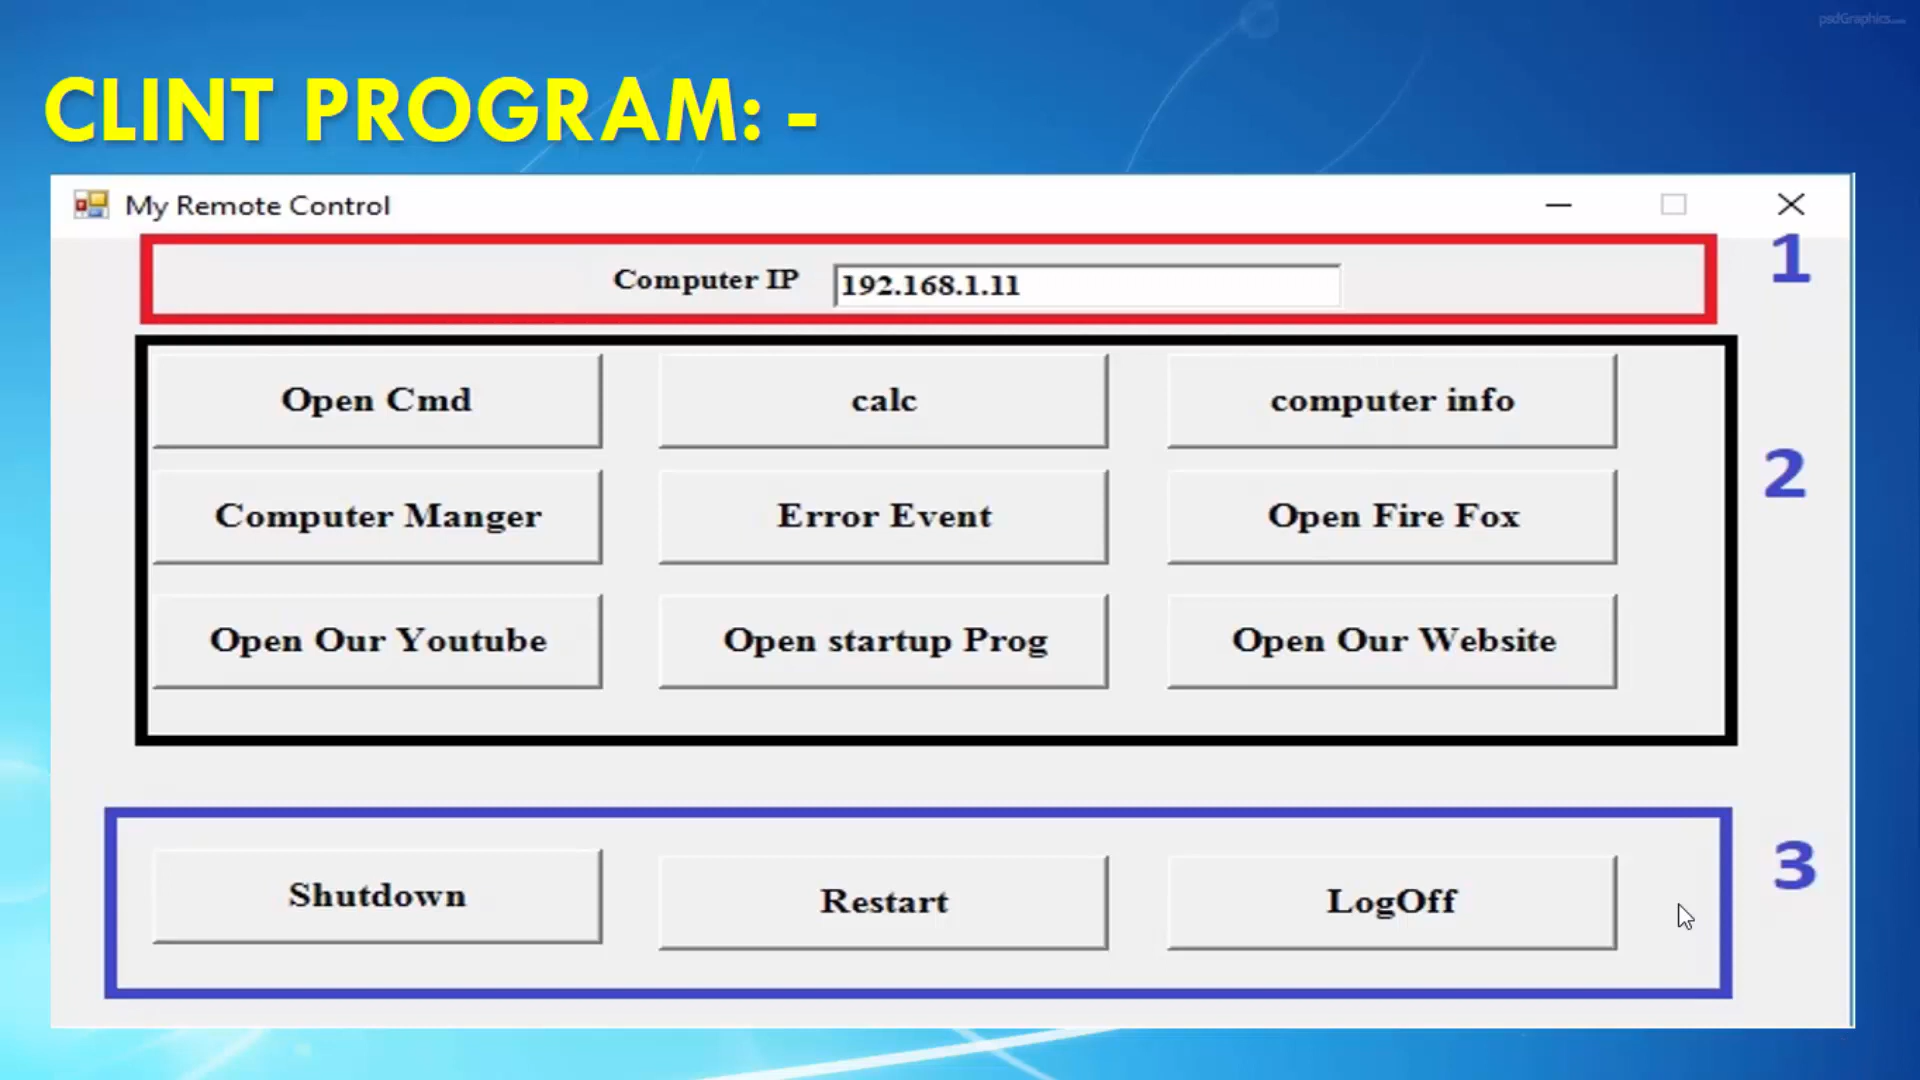 psdGraphics.com
CLINT PROGRAM: -
My Remote Control
1
Computer IP 192.168.1.11
Open Cmd calc computer info
2
Computer Manger Error Event Open Fire Fox
Open Our Youtube Open startup Prog Open Our Website
3
Shutdown Restart LogOff